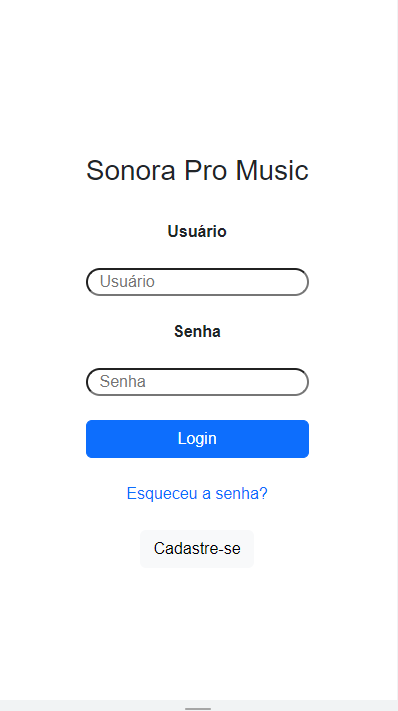 Sonora Pro Music
Usuário
Usuário
Senha
Senha
Login
Esqueceu a senha?
Cadastre-se